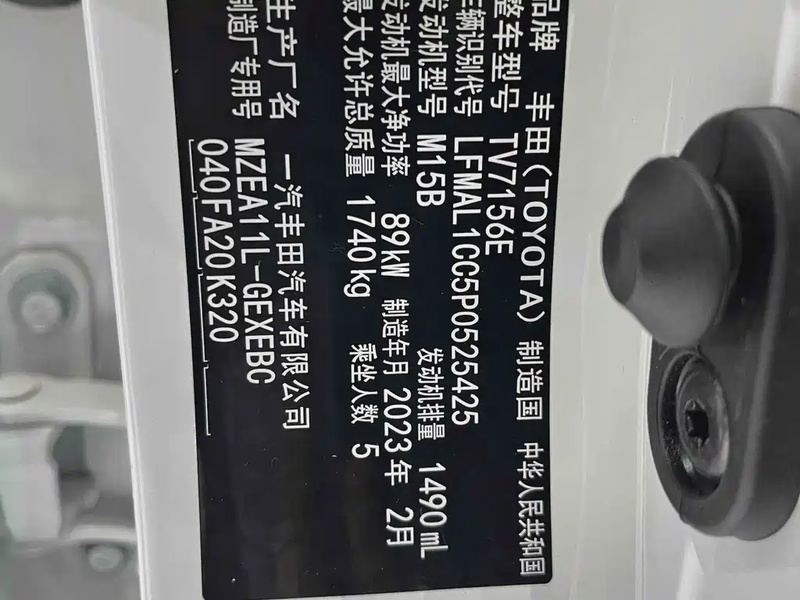 品牌 丰田(TOYOTA) 制造国 中华人民共和国
整车型号 TV7156E
车辆识别代号 LFMAL1CC5P0525425
发动机型号 M15B 发动机排量 1490mL
发动机最大净功率 89kW 制造年月 2023年 2月
最大允许总质量 1740kg 乘坐人数 5
生产厂名 一汽丰田汽车有限公司
制造厂专用号 MZEA11L-GEXEBC
040FA20K320